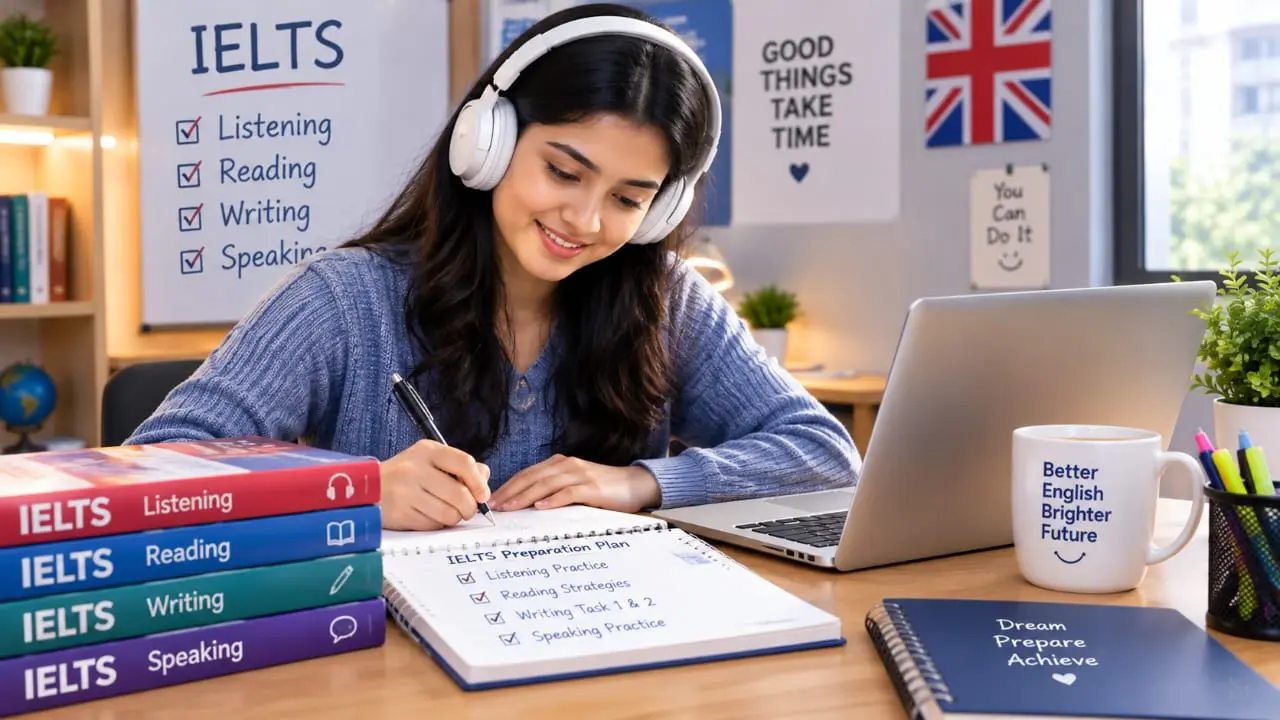 IELTS
Listening
Reading
Writing
Speaking
GOOD
THINGS
TAKE
TIME
You
Can
Do It
IELTS Listening
IELTS Reading
IELTS Writing
IELTS Speaking
IELTS Preparation Plan
Listening Practice
Reading Strategies
Writing Task 1 & 2
Speaking Practice
Better
English
Brighter
Future
Dream
Prepare
Achieve